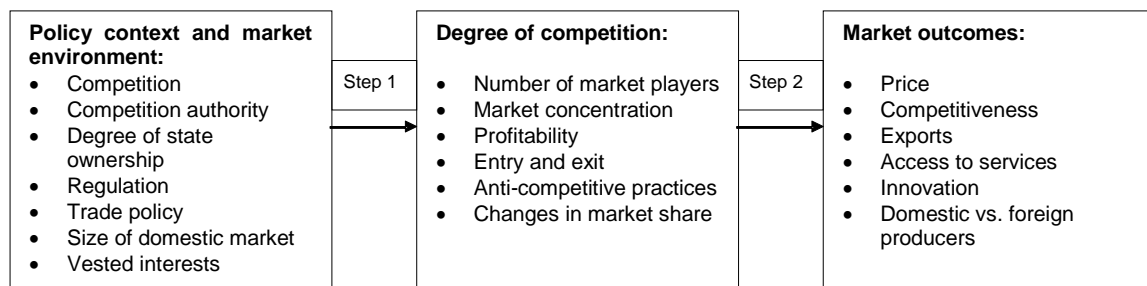 Policy context and market
environment:
• Competition
• Competition authority
• Degree of state
ownership
• Regulation
• Trade policy
• Size of domestic market
• Vested interests
Step 1
Degree of competition:
• Number of market players
• Market concentration
• Profitability
• Entry and exit
• Anti-competitive practices
• Changes in market share
Step 2
Market outcomes:
• Price
• Competitiveness
• Exports
• Access to services
• Innovation
• Domestic vs. foreign
producers